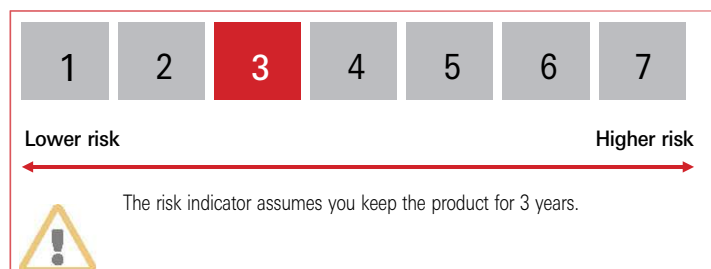 1 2 3 4 5 6 7
Lower risk Higher risk
The risk indicator assumes you keep the product for 3 years.
!